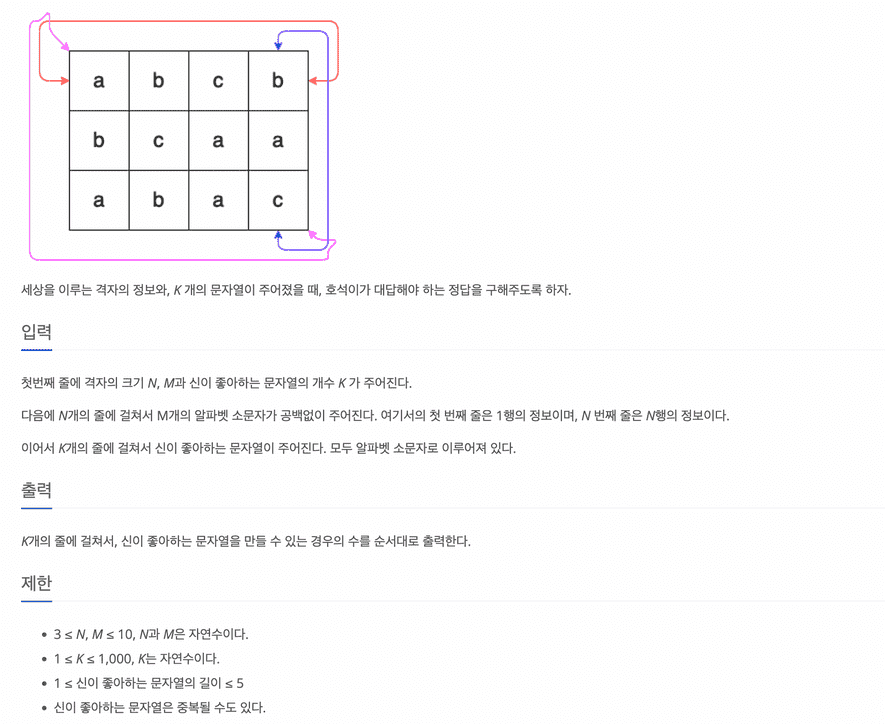 a b c b
b c a a
a b a c
세상을 이루는 격자의 정보와, K 개의 문자열이 주어졌을 때, 호석이가 대답해야 하는 정답을 구해주도록 하자.
입력
첫번째 줄에 격자의 크기 N, M과 신이 좋아하는 문자열의 개수 K 가 주어진다.
다음에 N개의 줄에 걸쳐서 M개의 알파벳 소문자가 공백없이 주어진다. 여기서의 첫 번째 줄은 1행의 정보이며, N 번째 줄은 N행의 정보이다.
이어서 K개의 줄에 걸쳐서 신이 좋아하는 문자열이 주어진다. 모두 알파벳 소문자로 이루어져 있다.
출력
K개의 줄에 걸쳐서, 신이 좋아하는 문자열을 만들 수 있는 경우의 수를 순서대로 출력한다.
제한
• 3 ≤ N, M ≤ 10, N과 M은 자연수이다.
• 1 ≤ K ≤ 1,000, K는 자연수이다.
• 1 ≤ 신이 좋아하는 문자열의 길이 ≤ 5
• 신이 좋아하는 문자열은 중복될 수도 있다.